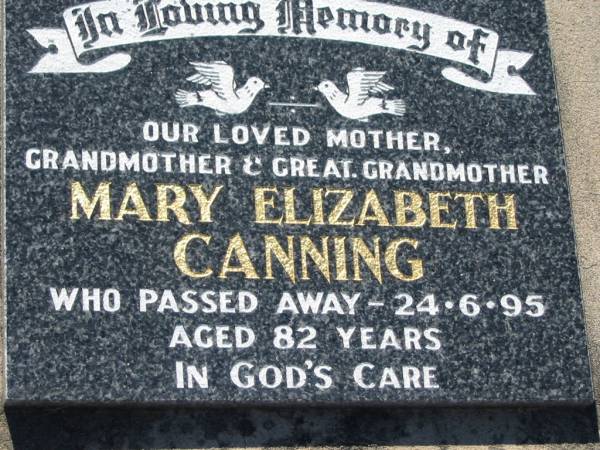 In Loving Memory of
OUR LOVED MOTHER,
GRANDMOTHER & GREAT. GRANDMOTHER
MARY ELIZABETH
CANNING
WHO PASSED AWAY – 24·6·95
AGED 82 YEARS
IN GOD'S CARE